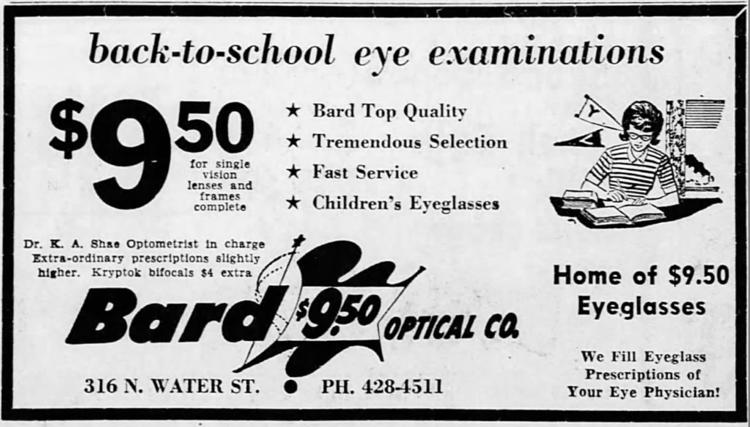 back-to-school eye examinations
$9.50
for single
vision
lenses and
frames
complete
★ Bard Top Quality
★ Tremendous Selection
★ Fast Service
★ Children's Eyeglasses
Y
Dr. K. A. Shae Optometrist in charge
Extra-ordinary prescriptions slightly
higher. Kryptok bifocals $4 extra
Bard $9.50 OPTICAL CO.
316 N. WATER ST. ● PH. 428-4511
Home of $9.50
Eyeglasses
We Fill Eyeglass
Prescriptions of
Your Eye Physician!